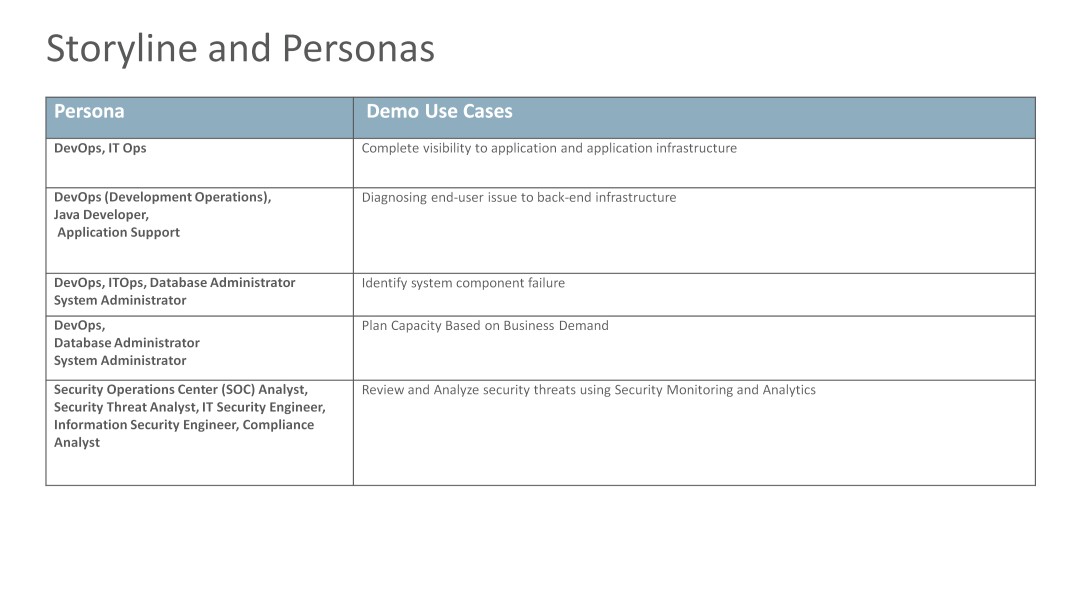 Storyline and Personas
Persona
Demo Use Cases
DevOps, IT Ops
Complete visibility to application and application infrastructure
DevOps (Development Operations),
Java Developer,
Application Support
Diagnosing end-user issue to back-end infrastructure
DevOps, ITOps, Database Administrator
System Administrator
Identify system component failure
DevOps,
Database Administrator
System Administrator
Plan Capacity Based on Business Demand
Security Operations Center (SOC) Analyst,
Security Threat Analyst, IT Security Engineer,
Information Security Engineer, Compliance
Analyst
Review and Analyze security threats using Security Monitoring and Analytics